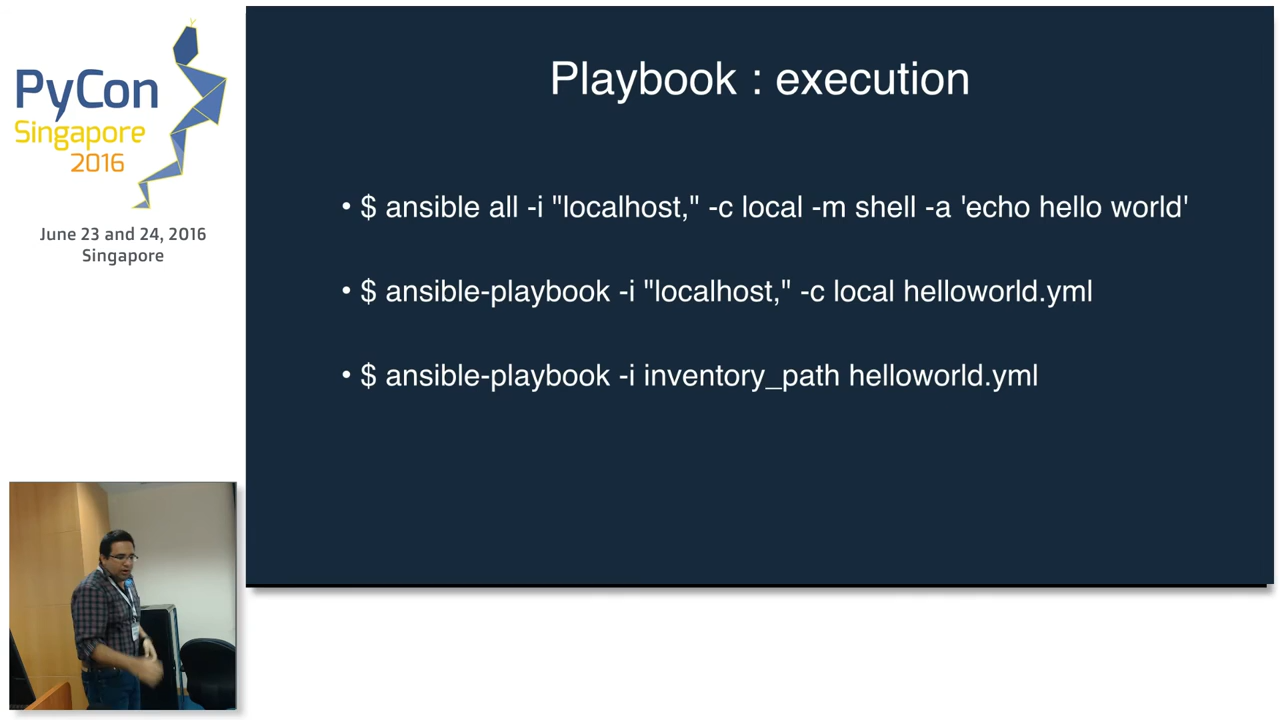 PyCon
Singapore
2016
June 23 and 24, 2016
Singapore
Playbook : execution
• $ ansible all -i "localhost," -c local -m shell -a 'echo hello world'
• $ ansible-playbook -i "localhost," -c local helloworld.yml
• $ ansible-playbook -i inventory_path helloworld.yml